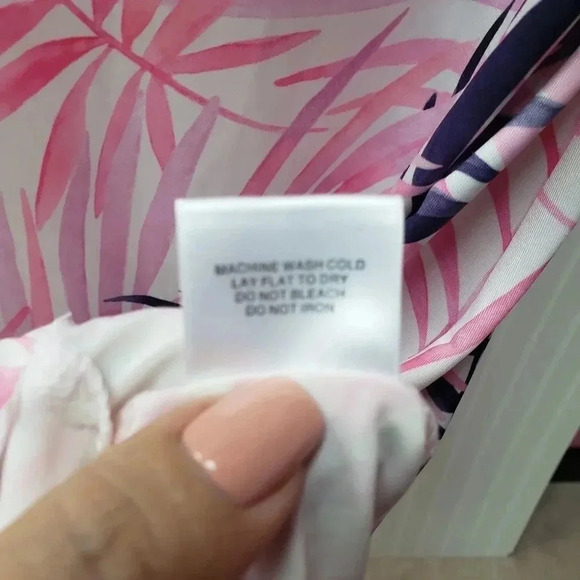 MACHINE WASH COLD
LAY FLAT TO DRY
DO NOT BLEACH
DO NOT IRON